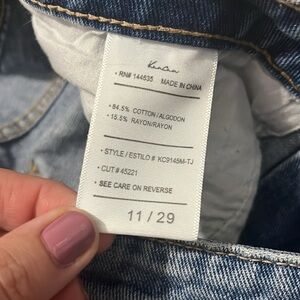 KanCan
• RN# 144635 MADE IN CHINA
• 84.5% COTTON/ALGODON
• 15.5% RAYON/RAYON
• STYLE / ESTILO # KC9145M-TJ
• CUT # 45221
• SEE CARE ON REVERSE
11 / 29